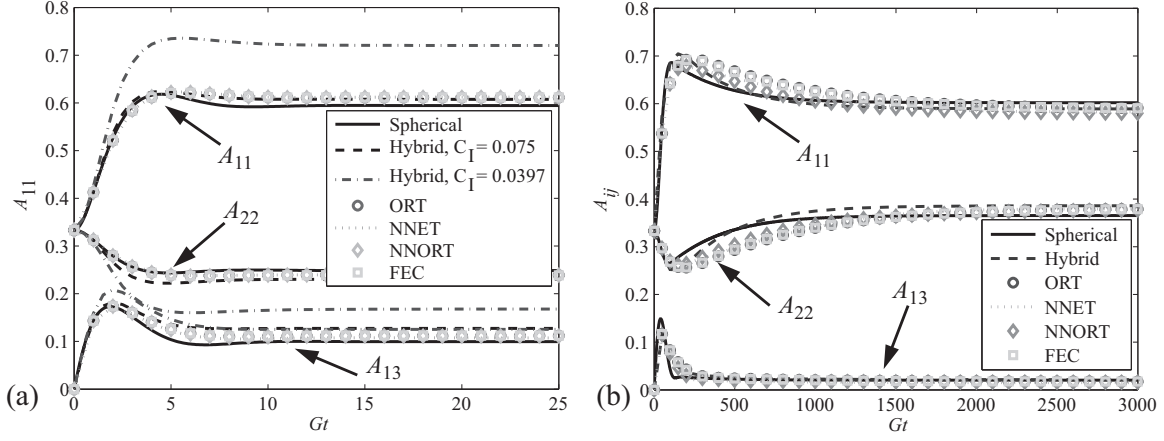 0.8
0.7
0.6
0.5
0.4
0.3
0.2
0.1
0
A11
0 5 10 15 20 25
Gt
(a)
A11
A22
A13
Spherical
Hybrid, CI= 0.075
Hybrid, CI= 0.0397
ORT
NNET
NNORT
FEC
0.8
0.7
0.6
0.5
0.4
0.3
0.2
0.1
0
Aij
0 500 1000 1500 2000 2500 3000
Gt
(b)
A11
A22
A13
Spherical
Hybrid
ORT
NNET
NNORT
FEC